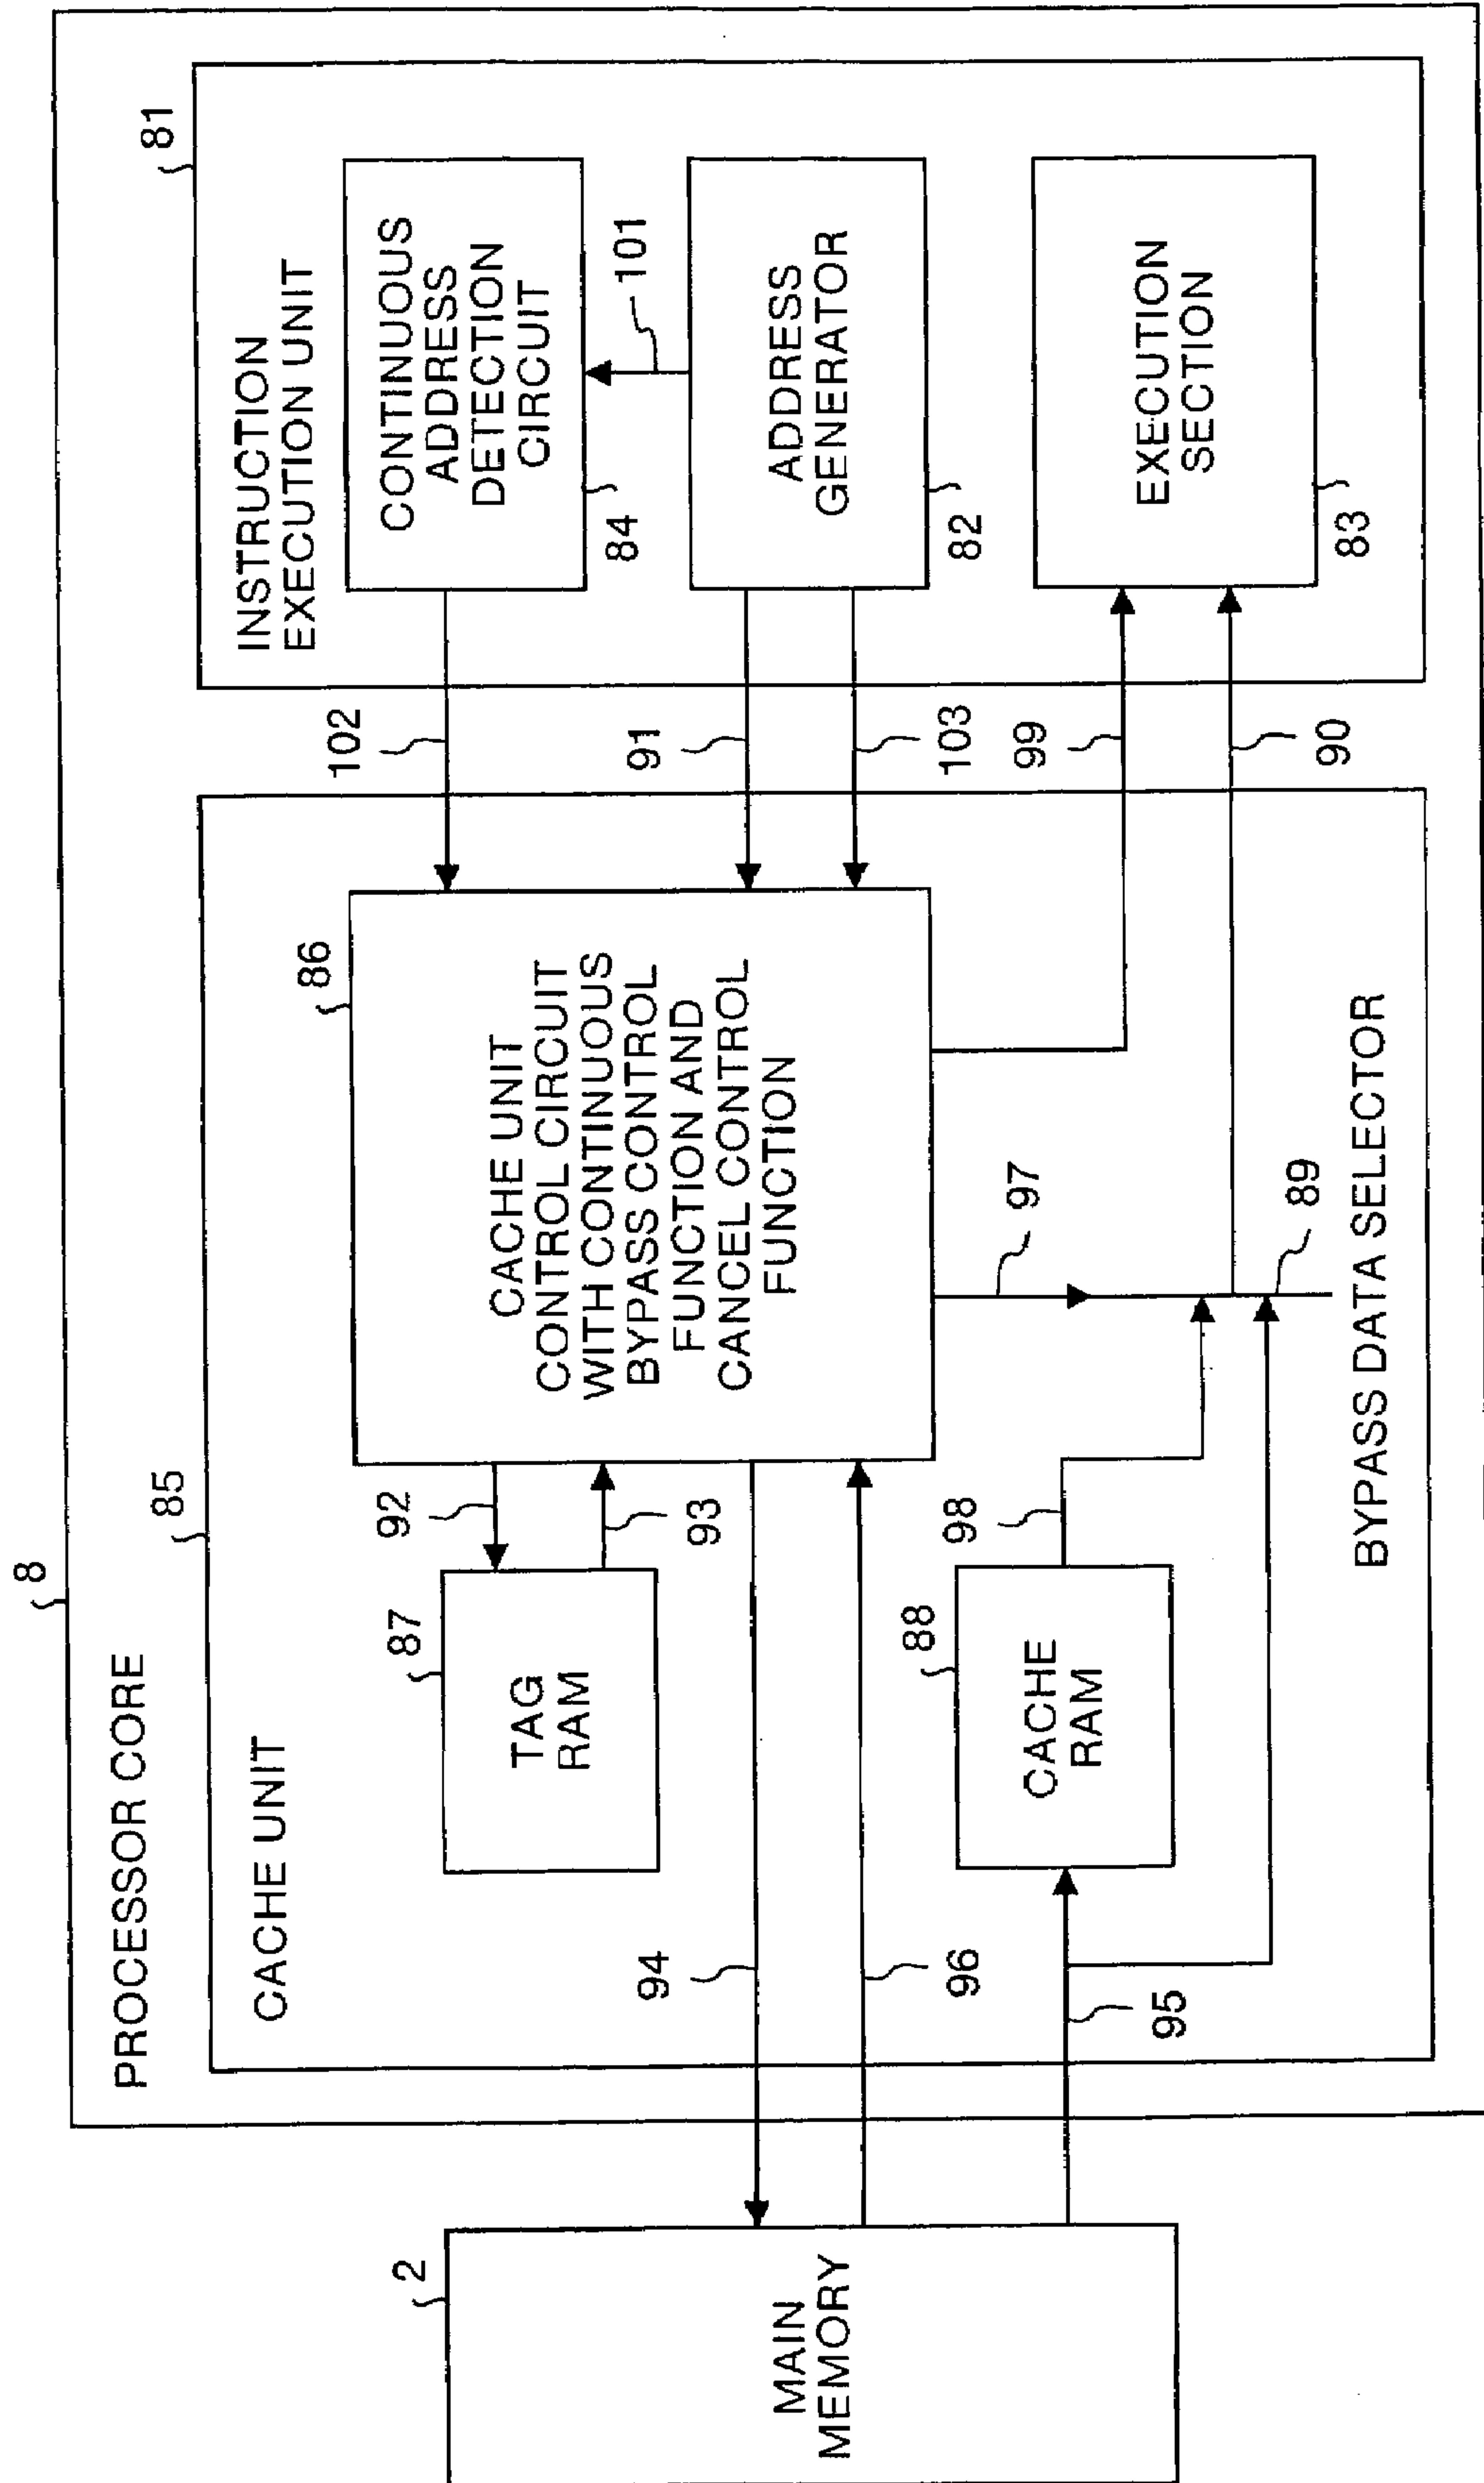 8
PROCESSOR CORE
85
CACHE UNIT
86
CACHE UNIT
CONTROL CIRCUIT
WITH CONTINUOUS
BYPASS CONTROL
FUNCTION AND
CANCEL CONTROL
FUNCTION
87
TAG
RAM
92
93
94
96
95
88
CACHE
RAM
98
97
89
BYPASS DATA SELECTOR
2
MAIN
MEMORY
102
91
103
99
90
81
INSTRUCTION
EXECUTION UNIT
CONTINUOUS
ADDRESS
DETECTION
CIRCUIT
84
101
ADDRESS
GENERATOR
82
EXECUTION
SECTION
83